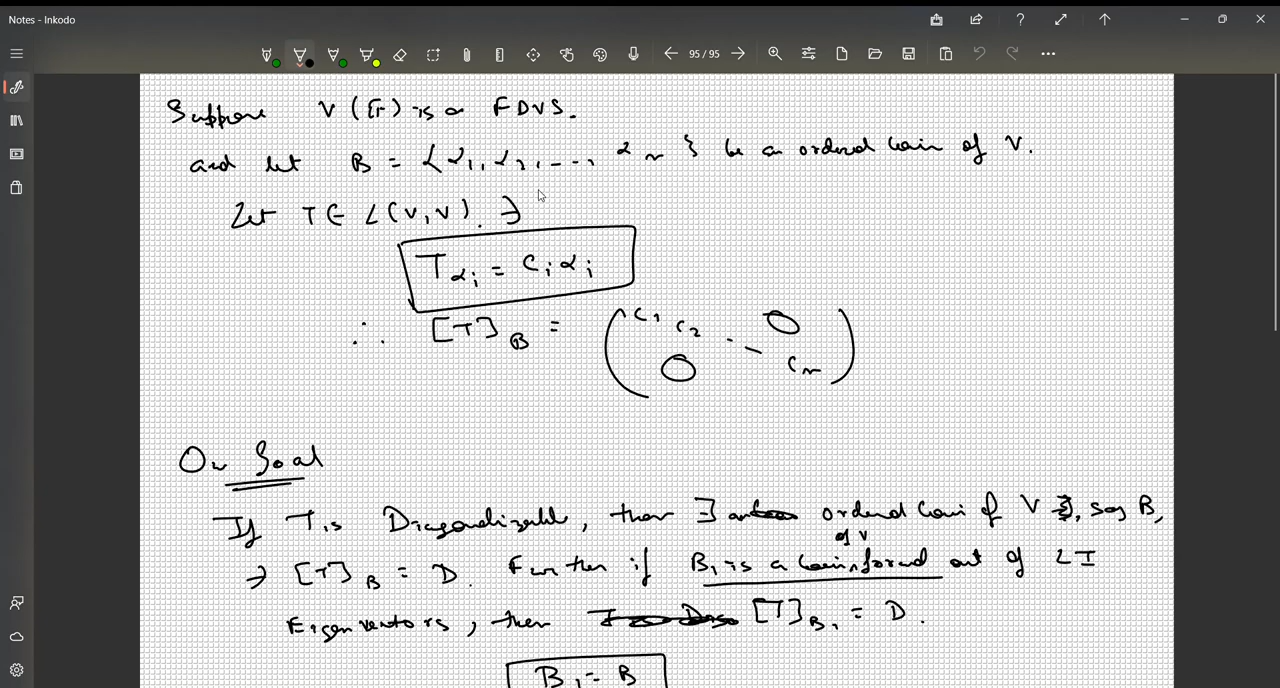 Notes - Inkodo
95 / 95
Suppose V(F) is a FDVS.
and let B = {α1, α2, ..., αn} be an ordered basis of V.
Let T ∈ L(V,V). ∃
Tαi = ciαi
∴ [T]B = (c1 c2 ⋱ cn 0 0)
Our Goal
If T is Diagonalizable, then ∃ ordered basis of V, say B,
→ [T]B = D. Further if B1 is a basis of V formed out of LI
Eigenvectors, then [T]B1 = D.
B1 = B